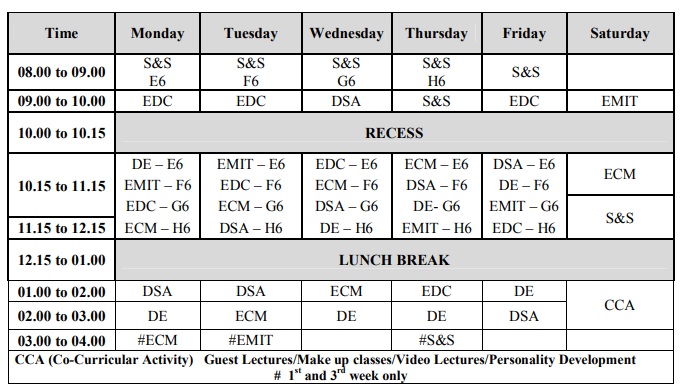 Time Monday Tuesday Wednesday Thursday Friday Saturday
08.00 to 09.00 S&S E6 S&S F6 S&S G6 S&S H6 S&S
09.00 to 10.00 EDC EDC DSA S&S EDC EMIT
10.00 to 10.15 RECESS
10.15 to 11.15 DE – E6 EMIT – E6 EDC – E6 ECM – E6 DSA – E6 ECM
EMIT – F6 EDC – F6 ECM – F6 DSA – F6 DE – F6
EDC – G6 ECM – G6 DSA – G6 DE- G6 EMIT – G6 S&S
11.15 to 12.15 ECM – H6 DSA – H6 DE – H6 EMIT – H6 EDC – H6
12.15 to 01.00 LUNCH BREAK
01.00 to 02.00 DSA DSA ECM EDC DE CCA
02.00 to 03.00 DE ECM DE DE DSA
03.00 to 04.00 #ECM #EMIT #S&S
CCA (Co-Curricular Activity) Guest Lectures/Make up classes/Video Lectures/Personality Development
# 1st and 3rd week only